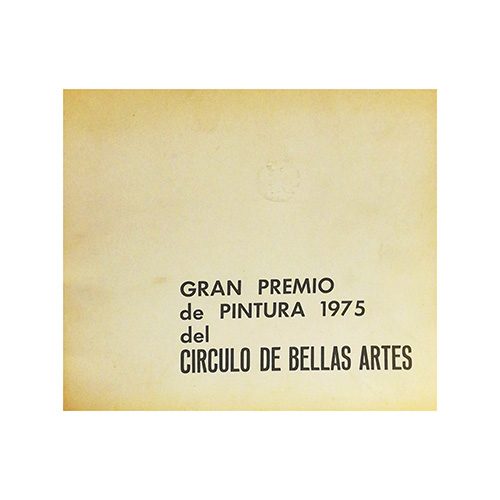 GRAN PREMIO
de PINTURA 1975
del
CIRCULO DE BELLAS ARTES